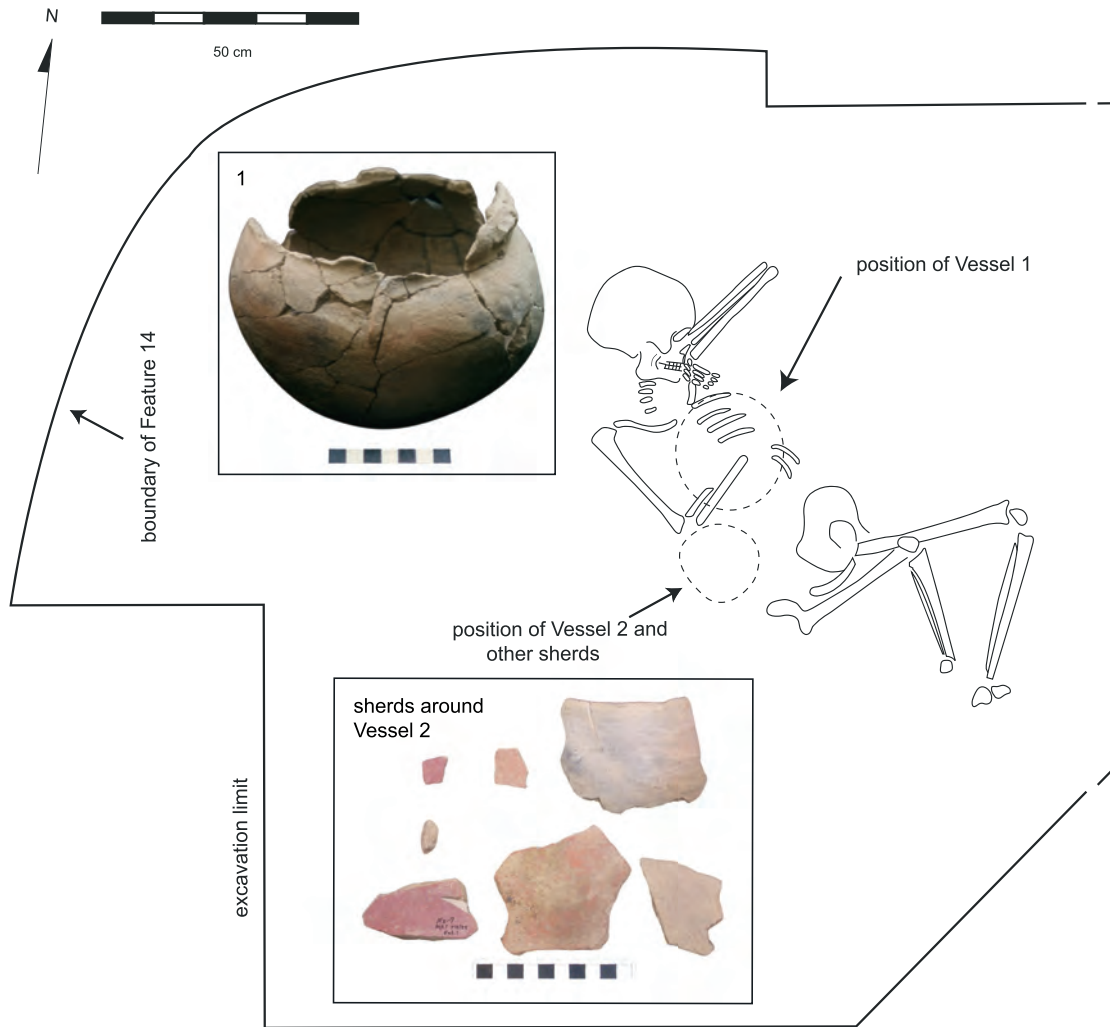 N
50 cm
1
position of Vessel 1
boundary of Feature 14
position of Vessel 2 and
other sherds
sherds around
Vessel 2
excavation limit